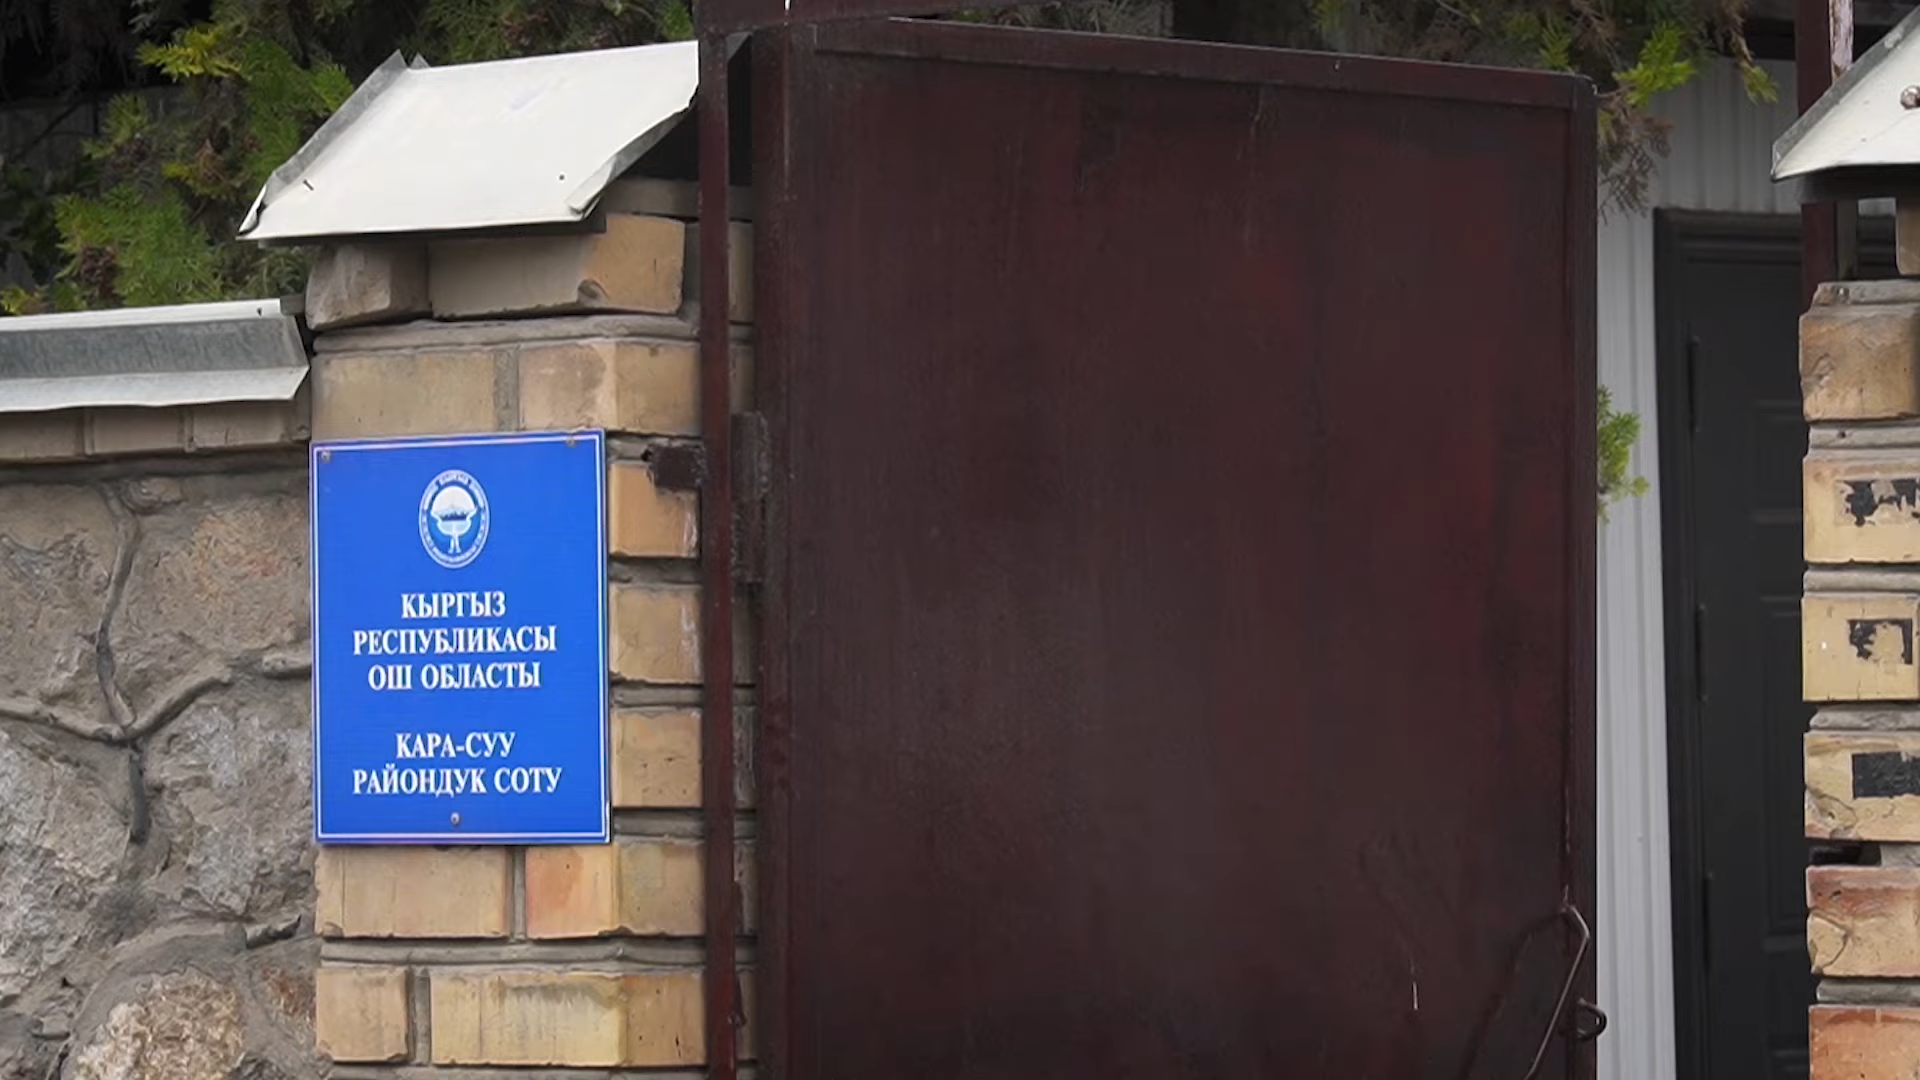 КЫРГЫЗ
РЕСПУБЛИКАСЫ
ОШ ОБЛАСТЫ
КАРА-СУУ
РАЙОНДУК СОТУ